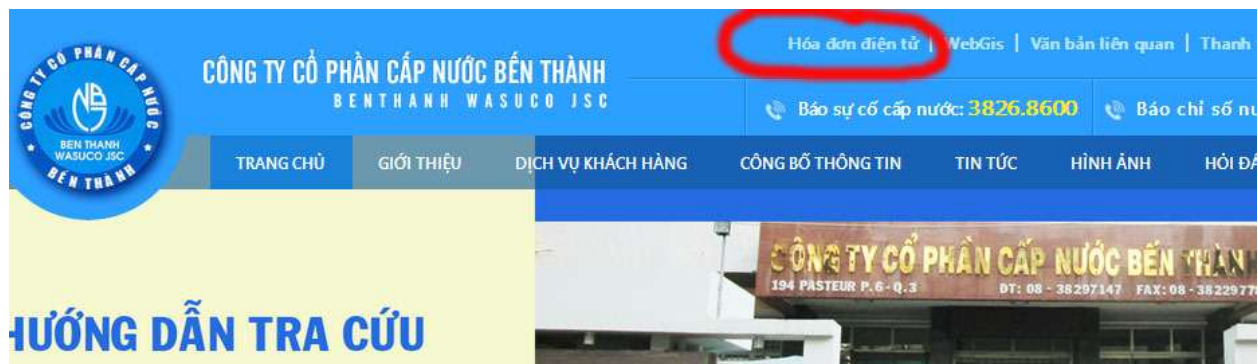 CÔNG TY CỔ PHẦN CẤP NƯỚC
NB
BEN THANH
WASUCO JSC
BẾN THÀNH
CÔNG TY CỔ PHẦN CẤP NƯỚC BẾN THÀNH
BENTHANH WASUCO JSC
Hóa đơn điện tử | WebGis | Văn bản liên quan | Thanh
Báo sự cố cấp nước: 3826.8600 Báo chỉ số
TRANG CHỦ GIỚI THIỆU DỊCH VỤ KHÁCH HÀNG CÔNG BỐ THÔNG TIN TIN TỨC HÌNH ẢNH HỎI
HƯỚNG DẪN TRA CỨU
CÔNG TY CỔ PHẦN CẤP NƯỚC BẾN THÀNH
194 PASTEUR P.6-Q.3 ĐT: 08 - 38297147 FAX: 08 - 3822977